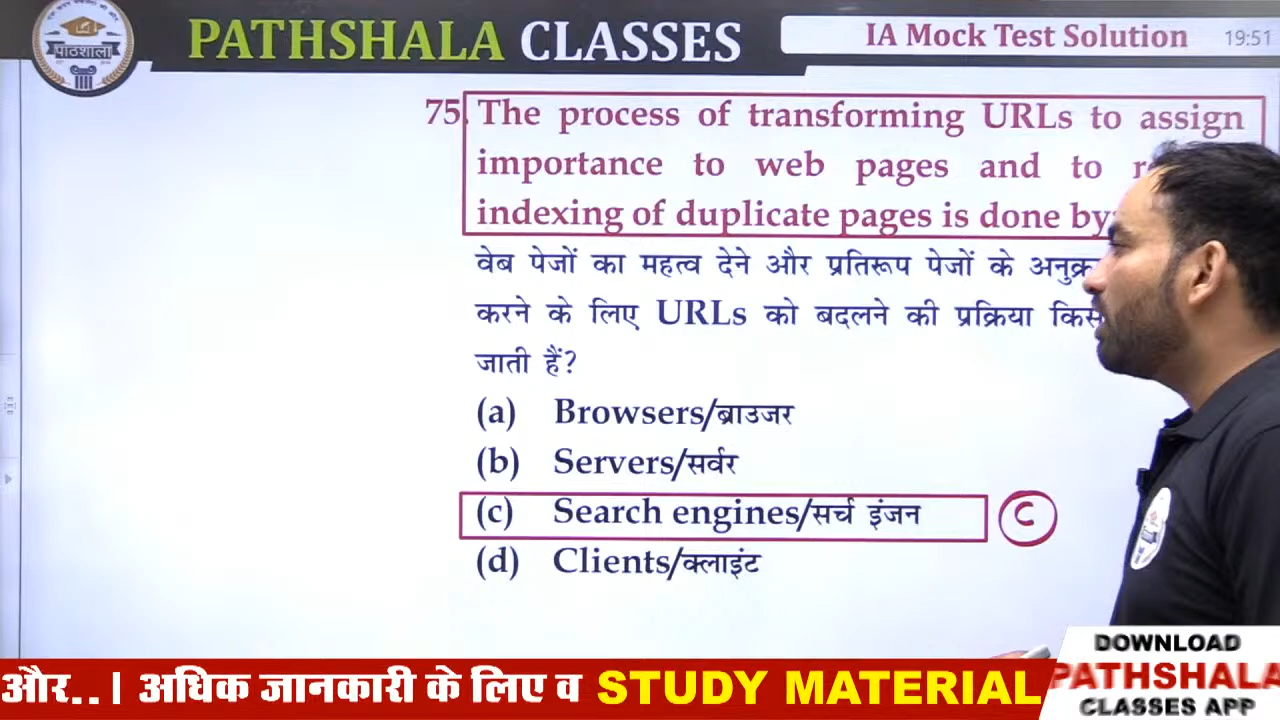 पाठशाला
PATHSHALA CLASSES
IA Mock Test Solution
19:51
75. The process of transforming URLs to assign
importance to web pages and to
indexing of duplicate pages is done by
वेब पेजों का महत्व देने और प्रतिरूप पेजों के
करने के लिए URLs को बदलने की प्रक्रिया
जाती हैं?
(a) Browsers/ब्राउजर
(b) Servers/सर्वर
(c) Search engines/सर्च इंजन
C
(d) Clients/क्लाइंट
और..। अधिक जानकारी के लिए व STUDY MATERIAL
DOWNLOAD
PATHSHALA
CLASSES APP